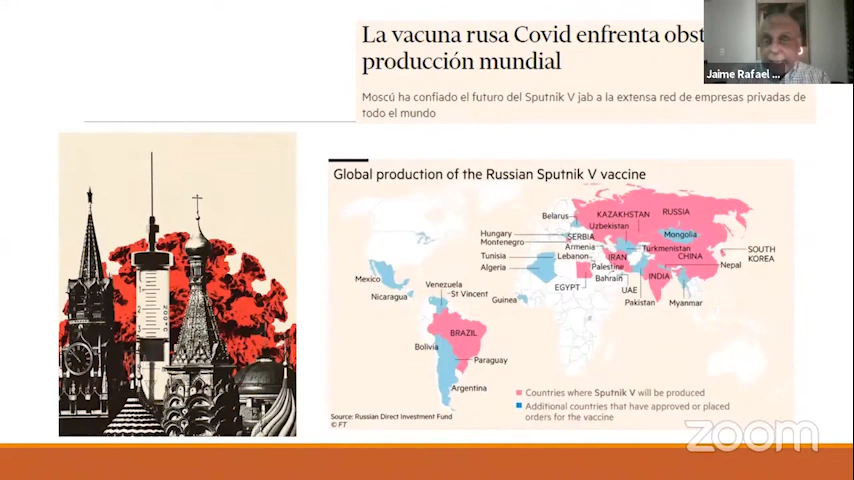 La vacuna rusa Covid enfrenta obst
producción mundial
Jaime Rafael ...
Moscú ha confiado el futuro del Sputnik V jab a la extensa red de empresas privadas de
todo el mundo
Global production of the Russian Sputnik V vaccine
Belarus
KAZAKHSTAN
RUSSIA
Uzbekistan
Hungary
SERBIA
Mongolia
Montenegro
Armenia
Turkmenistan
SOUTH
KOREA
Tunisia
Lebanon
IRAN
CHINA
Algeria
Palestine
Nepal
Mexico
Bahrain
INDIA
Venezuela
EGYPT
UAE
Nicaragua
St Vincent
Guinea
Pakistan
Myanmar
BRAZIL
Bolivia
Paraguay
Argentina
Countries where Sputnik V will be produced
Additional countries that have approved or placed
orders for the vaccine
Source: Russian Direct Investment Fund
© FT
zoom